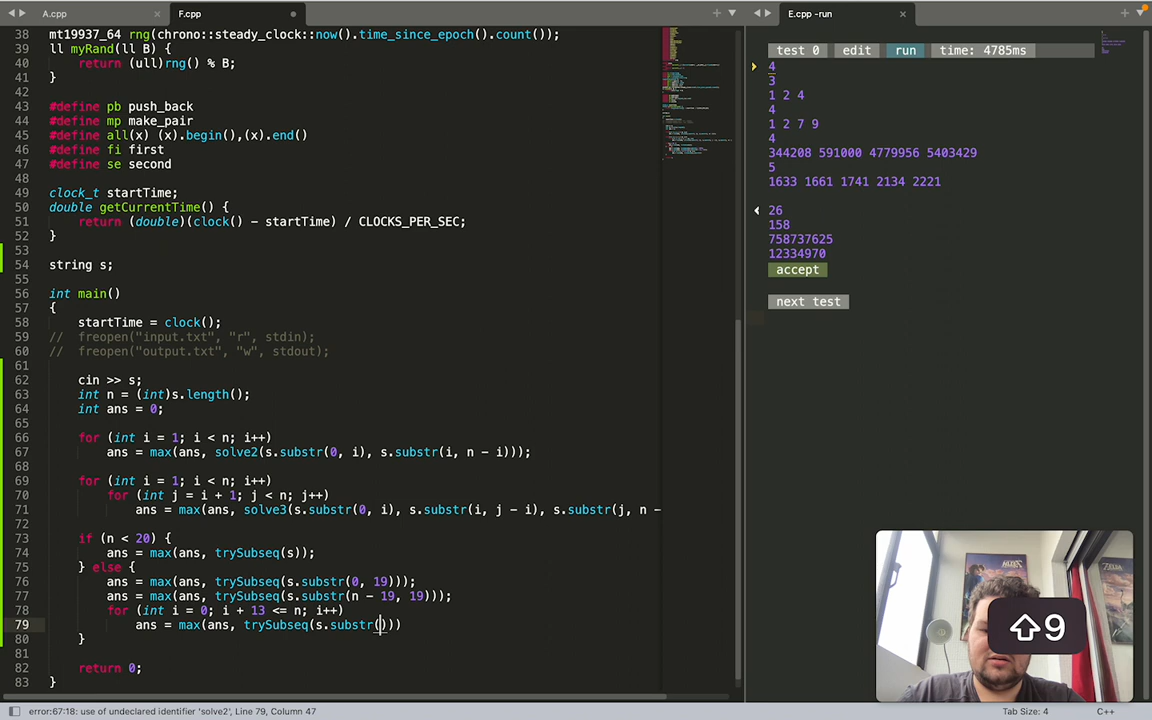 A.cpp
F.cpp
E.cpp -run
38 mt19937_64 rng(chrono::steady_clock::now().time_since_epoch().count());
39 ll myRand(ll B) {
40 return (ull)rng() % B;
41 }
42
43 #define pb push_back
44 #define mp make_pair
45 #define all(x) (x).begin(),(x).end()
46 #define fi first
47 #define se second
48
49 clock_t startTime;
50 double getCurrentTime() {
51 return (double)(clock() - startTime) / CLOCKS_PER_SEC;
52 }
53
54 string s;
55
56 int main()
57 {
58 startTime = clock();
59 // freopen("input.txt", "r", stdin);
60 // freopen("output.txt", "w", stdout);
61
62 cin >> s;
63 int n = (int)s.length();
64 int ans = 0;
65
66 for (int i = 1; i < n; i++)
67 ans = max(ans, solve2(s.substr(0, i), s.substr(i, n - i)));
68
69 for (int i = 1; i < n; i++)
70 for (int j = i + 1; j < n; j++)
71 ans = max(ans, solve3(s.substr(0, i), s.substr(i, j - i), s.substr(j, n -
72
73 if (n < 20) {
74 ans = max(ans, trySubseq(s));
75 } else {
76 ans = max(ans, trySubseq(s.substr(0, 19)));
77 ans = max(ans, trySubseq(s.substr(n - 19, 19)));
78 for (int i = 0; i + 13 <= n; i++)
79 ans = max(ans, trySubseq(s.substr()))
80 }
81
82 return 0;
83 }
test 0 edit run time: 4785ms
4
3
1 2 4
4
1 2 7 9
4
344208 591000 4779956 5403429
5
1633 1661 1741 2134 2221
26
158
758737625
12334970
accept
next test
ZELDA
⇧9
error:67:18: use of undeclared identifier 'solve2', Line 79, Column 47
Tab Size: 4
C++